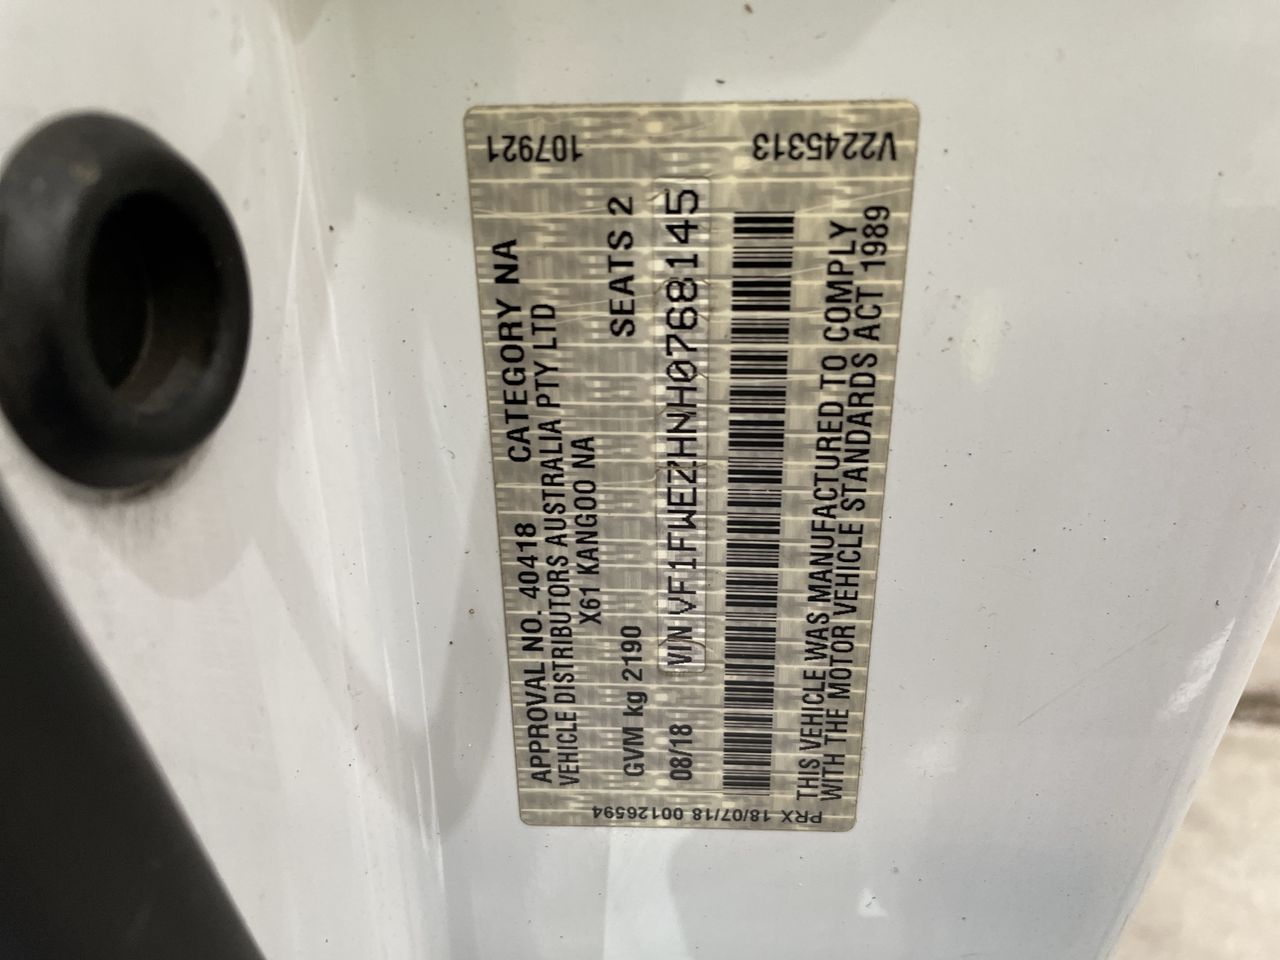 APPROVAL NO. 40418 CATEGORY NA
VEHICLE DISTRIBUTORS AUSTRALIA PTY LTD
X61 KANGOO NA
GVM kg 2190 SEATS 2
08/18 VIN VF1FWE2HNH0768145
THIS VEHICLE WAS MANUFACTURED TO COMPLY
WITH THE MOTOR VEHICLE STANDARDS ACT 1989
107921
V2245313
PRX 18/07/18 00126594